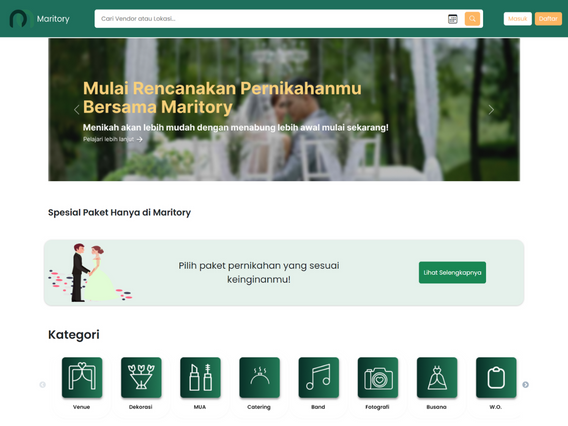 Maritory
Cari Vendor atau Lokasi...
Masuk
Daftar
Mulai Rencanakan Pernikahanmu
Bersama Maritory
Menikah akan lebih mudah dengan menabung lebih awal mulai sekarang!
Pelajari lebih lanjut →
Spesial Paket Hanya di Maritory
Pilih paket pernikahan yang sesuai
keinginanmu!
Lihat Selengkapnya
Kategori
Venue
Dekorasi
MUA
Catering
Band
Fotografi
Busana
W.O.